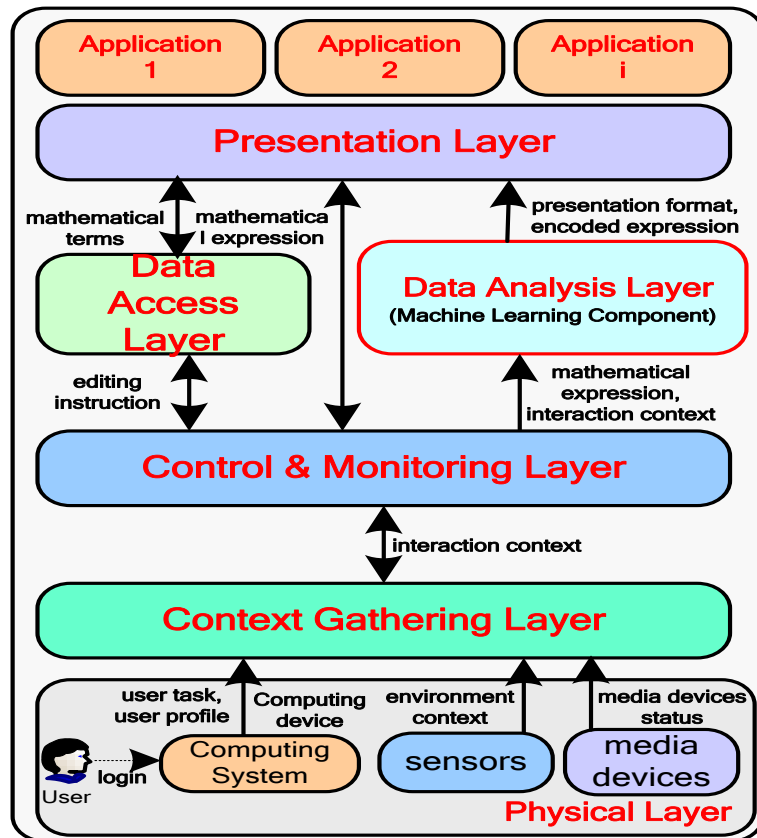 Application
1
Application
2
Application
i
Presentation Layer
mathematical
terms
mathematica
l expression
presentation format,
encoded expression
Data
Access
Layer
Data Analysis Layer
(Machine Learning Component)
editing
instruction
mathematical
expression,
interaction context
Control & Monitoring Layer
interaction context
Context Gathering Layer
user task,
user profile
Computing
device
environment
context
media devices
status
login
User
Computing
System
sensors
media
devices
Physical Layer